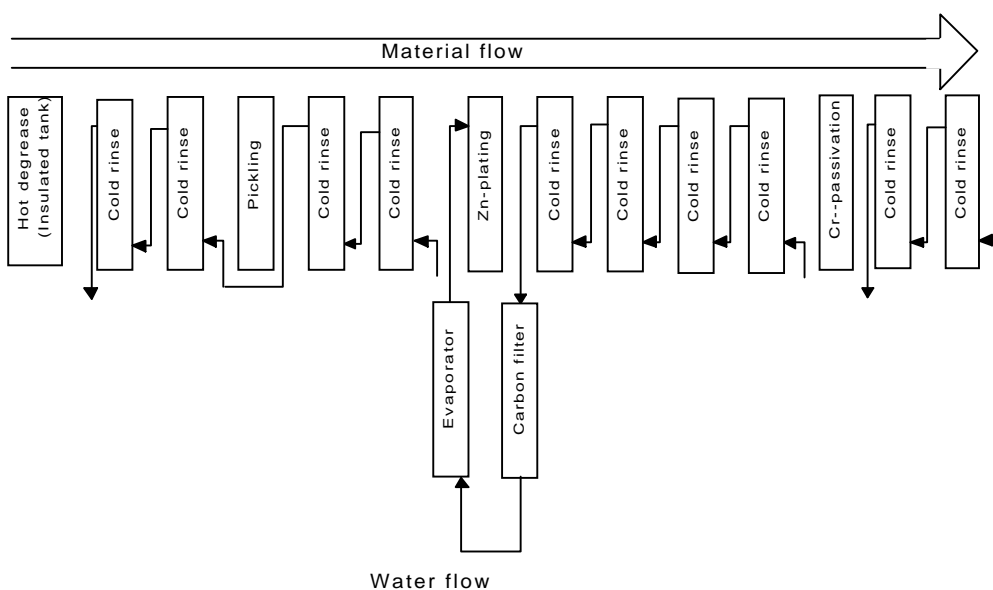 Material flow
Hot degrease
(Insulated tank)
Cold rinse
Cold rinse
Pickling
Cold rinse
Cold rinse
Zn-plating
Cold rinse
Cold rinse
Cold rinse
Cold rinse
Cr--passivation
Cold rinse
Cold rinse
Evaporator
Carbon filter
Water flow